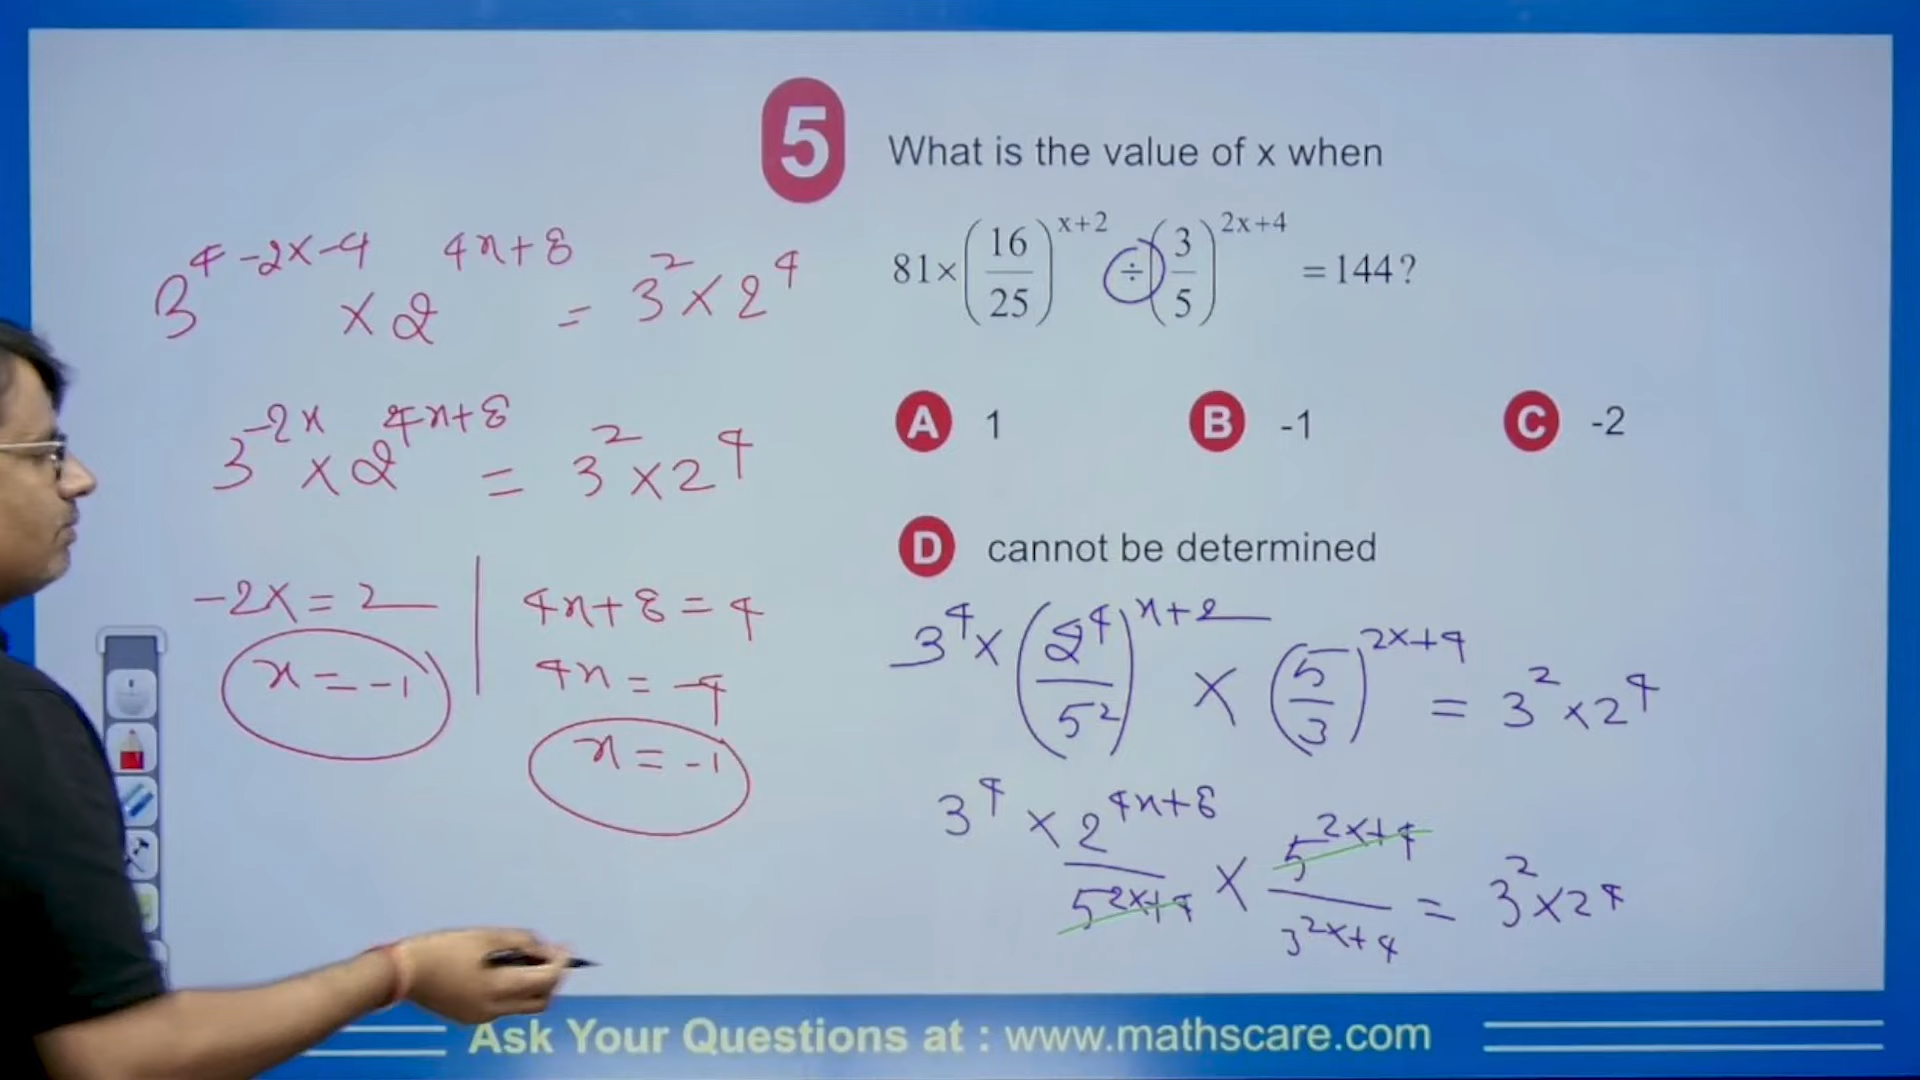 5
What is the value of x when
81×(16/25)^(x+2) ÷ (3/5)^(2x+4) = 144?
A 1
B -1
C -2
D cannot be determined
3^4 × (2^4/5^2)^(x+2) × (5/3)^(2x+4) = 3^2 × 2^4
3^4 × 2^(4x+8)/5^(2x+4) × 5^(2x+4)/3^(2x+4) = 3^2 × 2^4
3^(4-2x-4) × 2^(4x+8) = 3^2 × 2^4
3^(-2x) × 2^(4x+8) = 3^2 × 2^4
-2x = 2
x = -1
4x+8 = 4
4x = -4
x = -1
Ask Your Questions at : www.mathscare.com